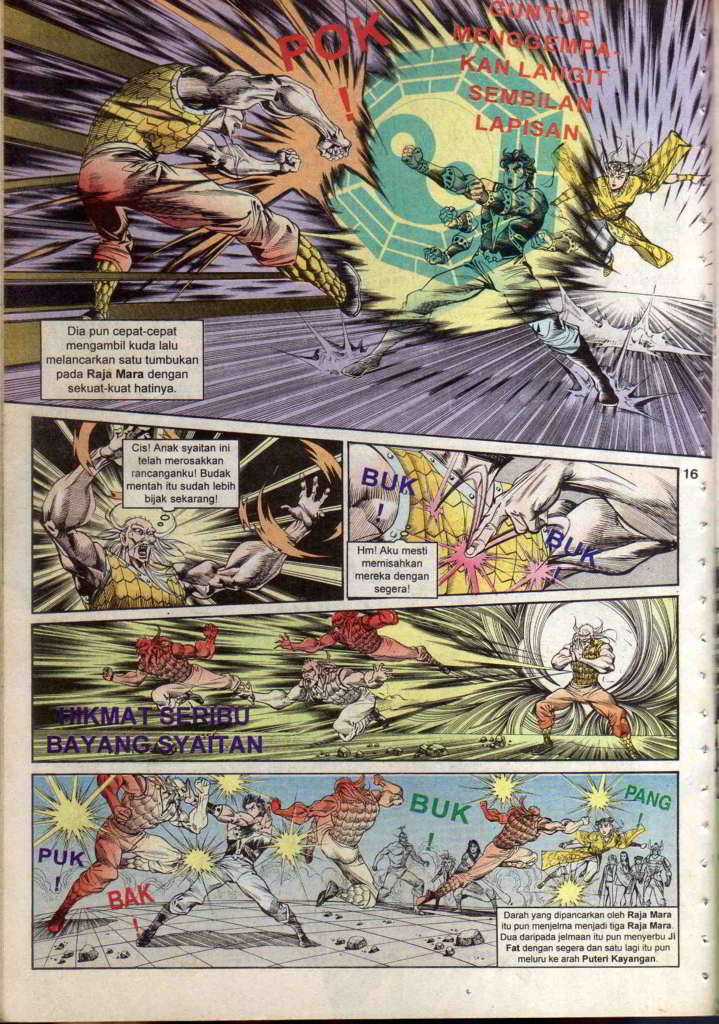 POK
!
GUNTUR
MENGGEMPA-
KAN LANGIT
SEMBILAN
LAPISAN
Dia pun cepat-cepat
mengambil kuda lalu
melancarkan satu tumbukan
pada Raja Mara dengan
sekuat-kuat hatinya.
Cis! Anak syaitan ini
telah merosakkan
rancanganku! Budak
mentah itu sudah lebih
bijak sekarang!
BUK
!
BUK
!
Hm! Aku mesti
memisahkan
mereka dengan
segera!
16
HIKMAT SERIBU
BAYANG SYAITAN
PUK
!
BAK
!
BUK
!
PANG
!
Darah yang dipancarkan oleh Raja Mara
itu pun menjelma menjadi tiga Raja Mara.
Dua daripada jelmaan itu pun menyerbu Ji
Fat dengan segera dan satu lagi itu pun
meluru ke arah Puteri Kayangan.